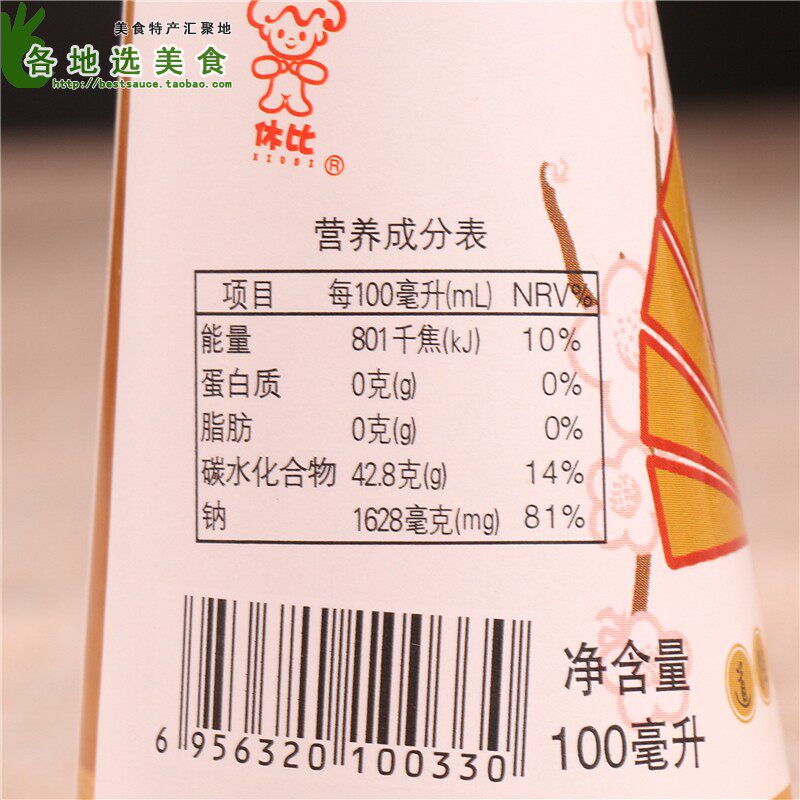 美食特产汇聚地
各地选美食
http://bestsauce.taobao.com
休比
XIUBI ®
营养成分表
项目 每100毫升(mL) NRV%
能量 801千焦(kJ) 10%
蛋白质 0克(g) 0%
脂肪 0克(g) 0%
碳水化合物 42.8克(g) 14%
钠 1628毫克(mg) 81%
净含量
100毫升
6 956320 100330